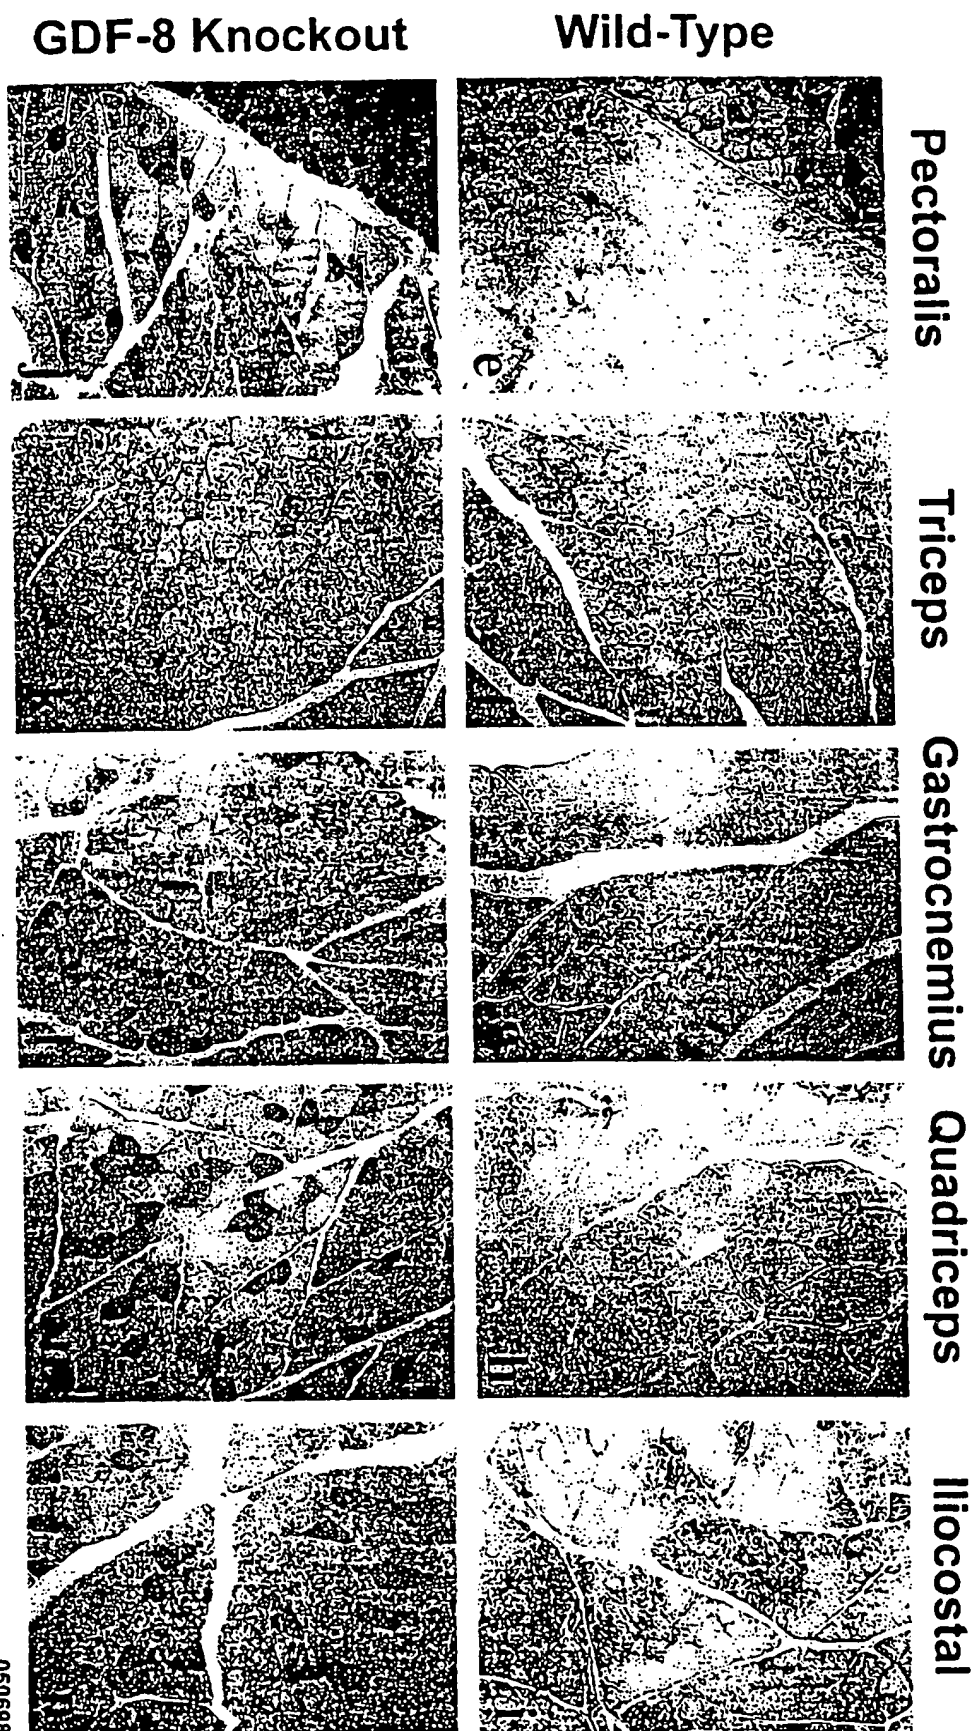 GDF-8 Knockout
Wild-Type
Pectoralis
Triceps
Gastrocnemius
Quadriceps
Iliocostal
e
h